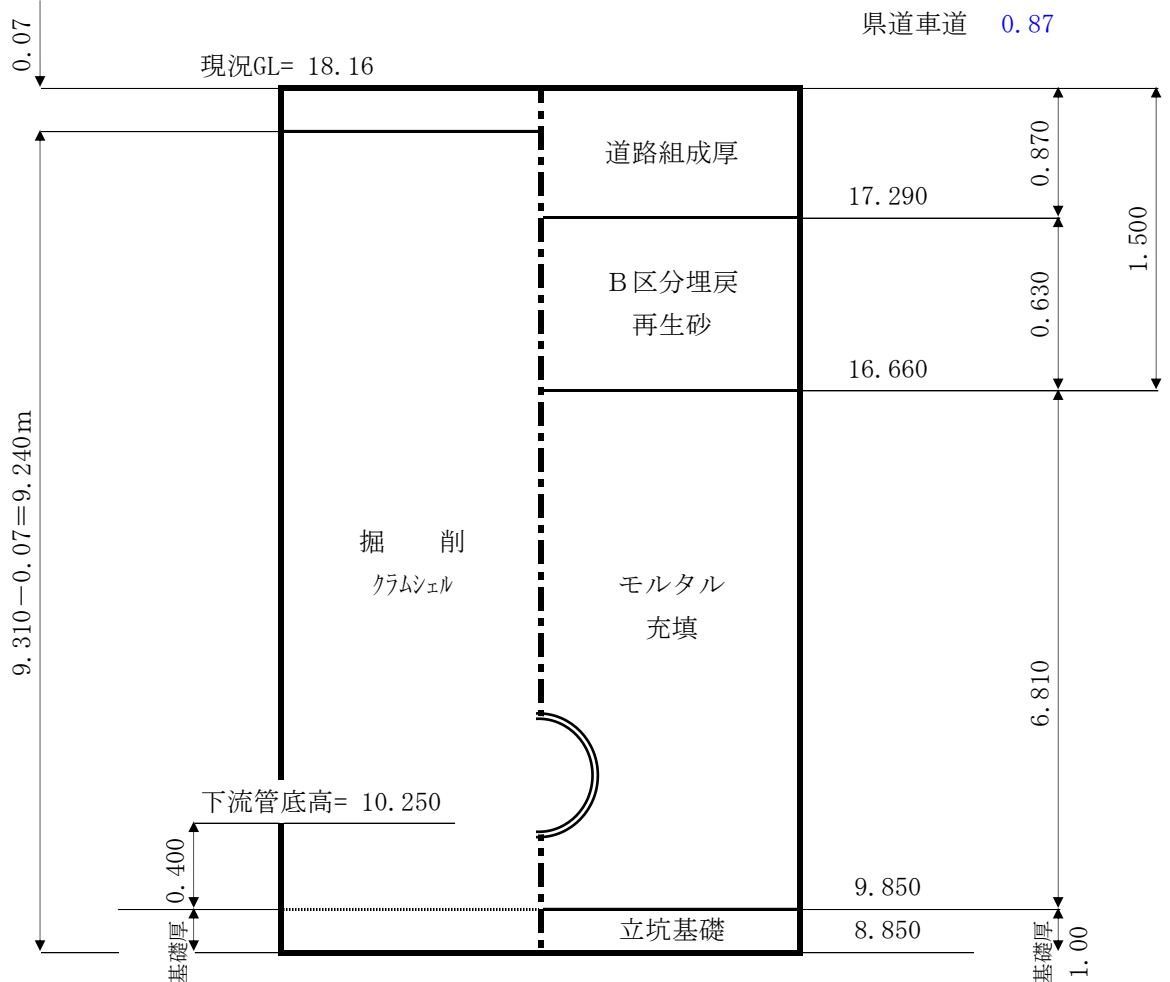 県道車道 0.87
0.07
現況GL= 18.16
道路組成厚
0.870
17.290
1.500
B区分埋戻
再生砂
0.630
16.660
9.310-0.07=9.240m
掘 削
クラムシェル
モルタル
充填
6.810
下流管底高= 10.250
0.400
9.850
立坑基礎
8.850
基礎厚
基礎厚
1.00